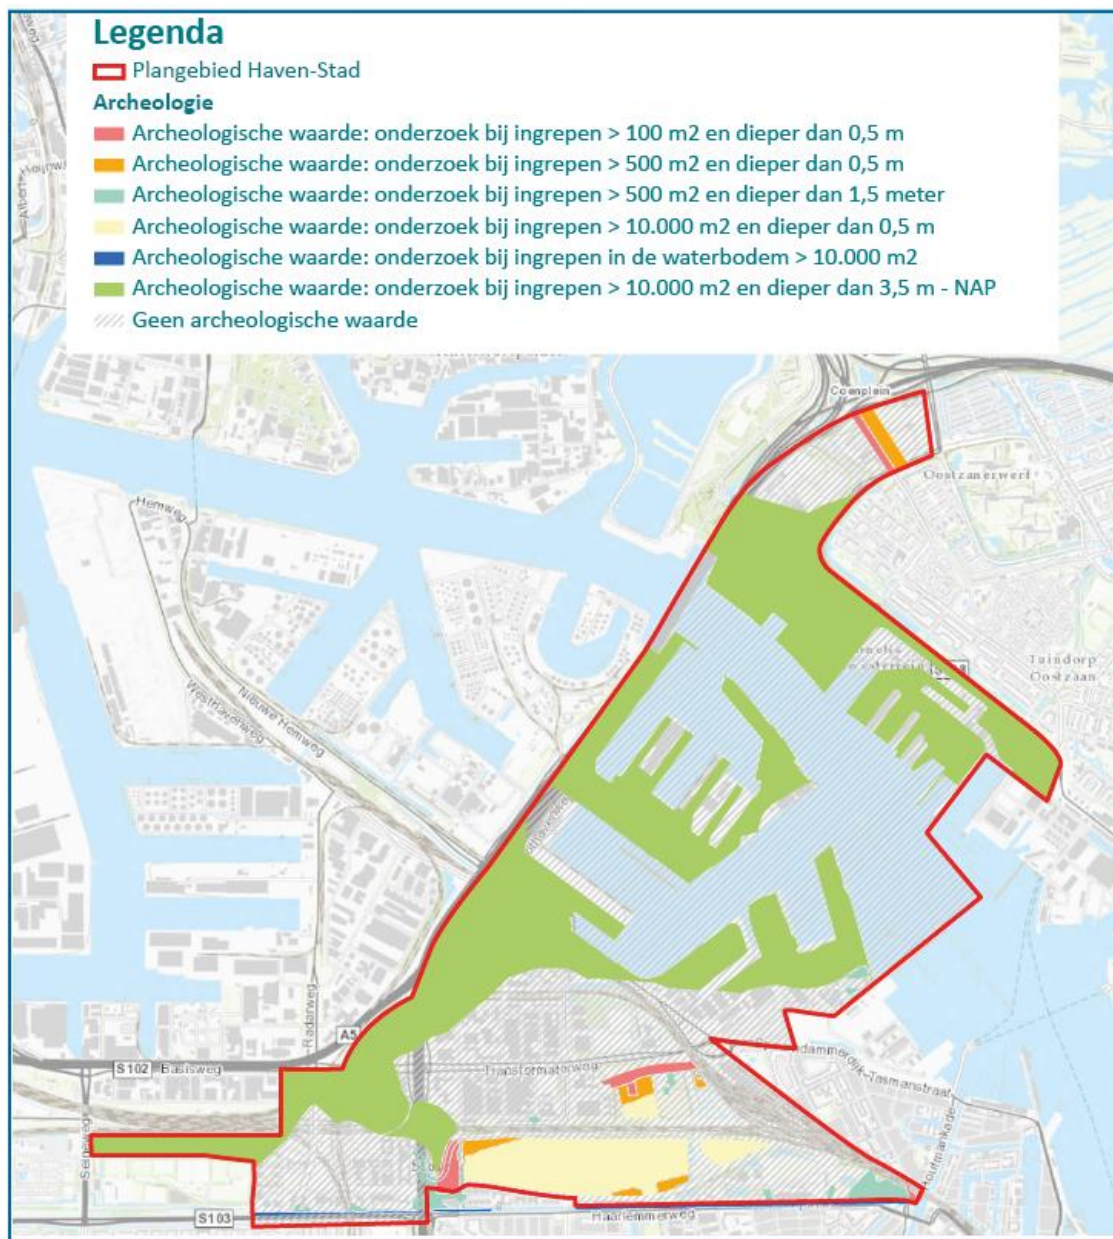 Legenda
Plangebied Haven-Stad
Archeologie
Archeologische waarde: onderzoek bij ingrepen > 100 m2 en dieper dan 0,5 m
Archeologische waarde: onderzoek bij ingrepen > 500 m2 en dieper dan 0,5 m
Archeologische waarde: onderzoek bij ingrepen > 500 m2 en dieper dan 1,5 meter
Archeologische waarde: onderzoek bij ingrepen > 10.000 m2 en dieper dan 0,5 m
Archeologische waarde: onderzoek bij ingrepen in de waterbodem > 10.000 m2
Archeologische waarde: onderzoek bij ingrepen > 10.000 m2 en dieper dan 3,5 m - NAP
Geen archeologische waarde
Coenplein
Oostzanerwerf
Hemweg
Tuindorp
Oostzaan
Westhavenweg
Nieuwe Hemweg
Radarweg
A5
S102
Basisweg
Transformatorweg
Tasmanstraat
Houtmankade
Seineweg
S103
Haarlemmerweg